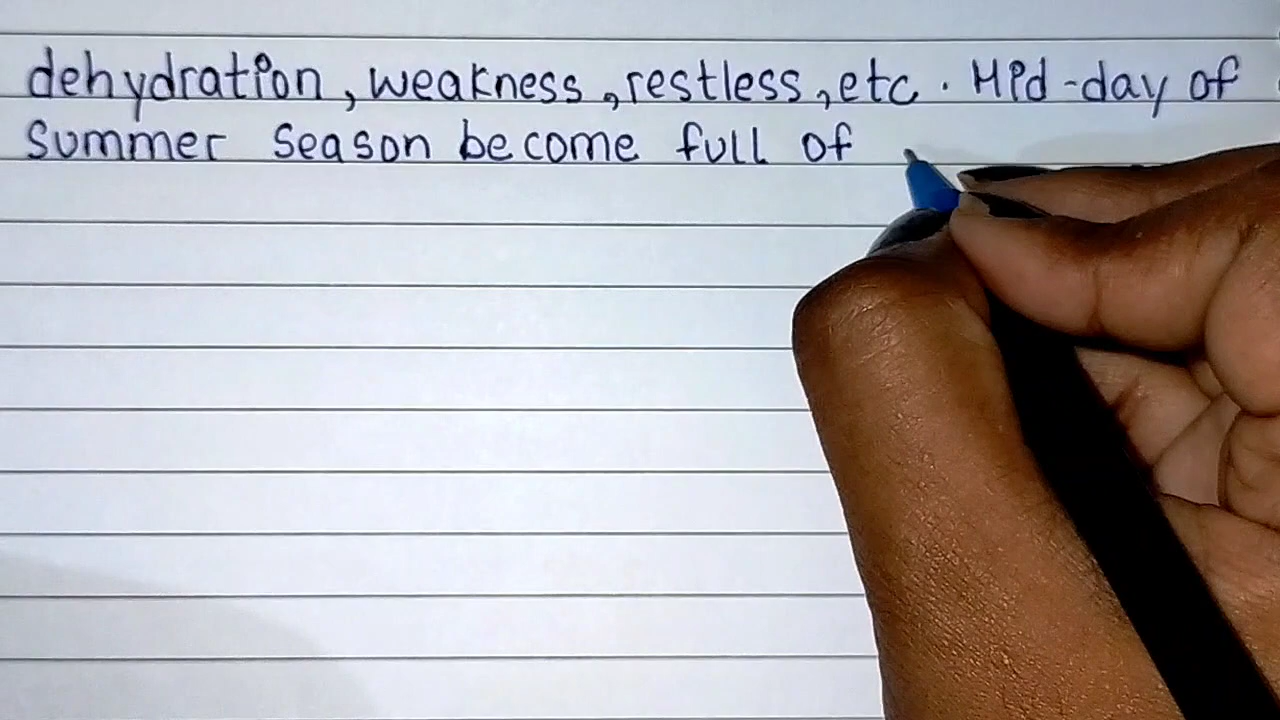 dehydration, weakness, restless, etc. Mid-day of
Summer Season become full of